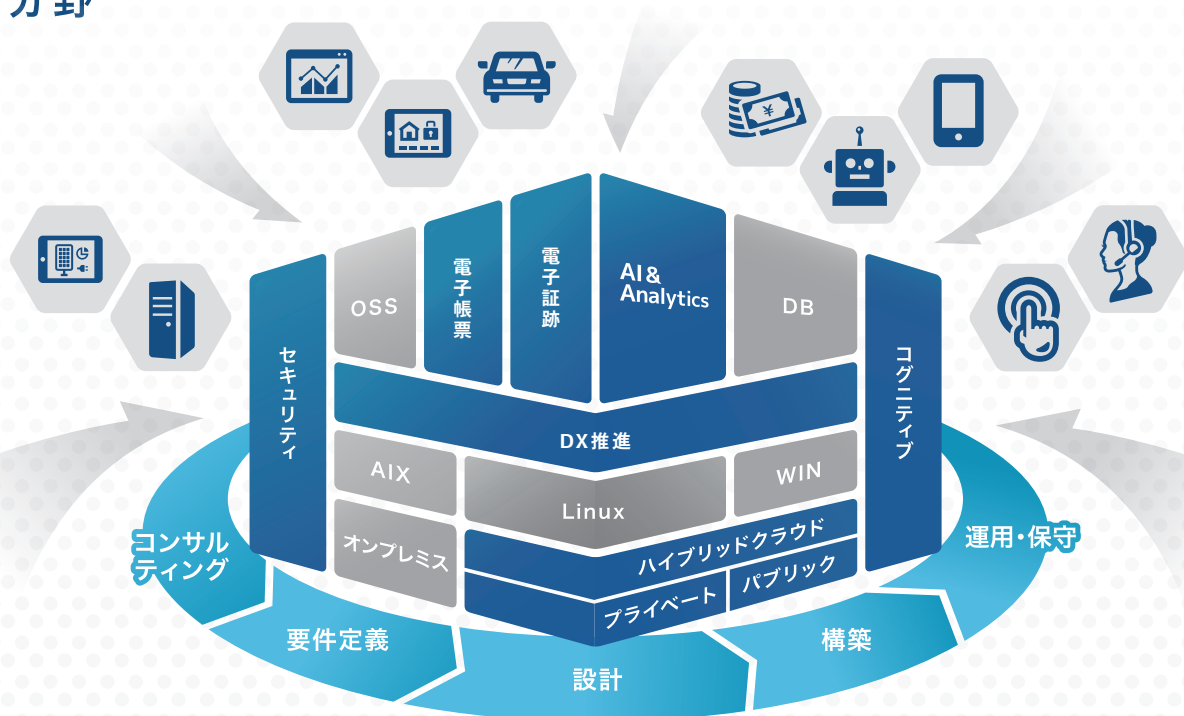 分野
OSS
電子帳票
電子証跡
AI &
Analytics
DB
セキュリティ
コグニティブ
DX推進
AIX
Linux
WIN
オンプレミス
ハイブリッドクラウド
プライベート
パブリック
コンサル
ティング
要件定義
設計
構築
運用・保守
¥